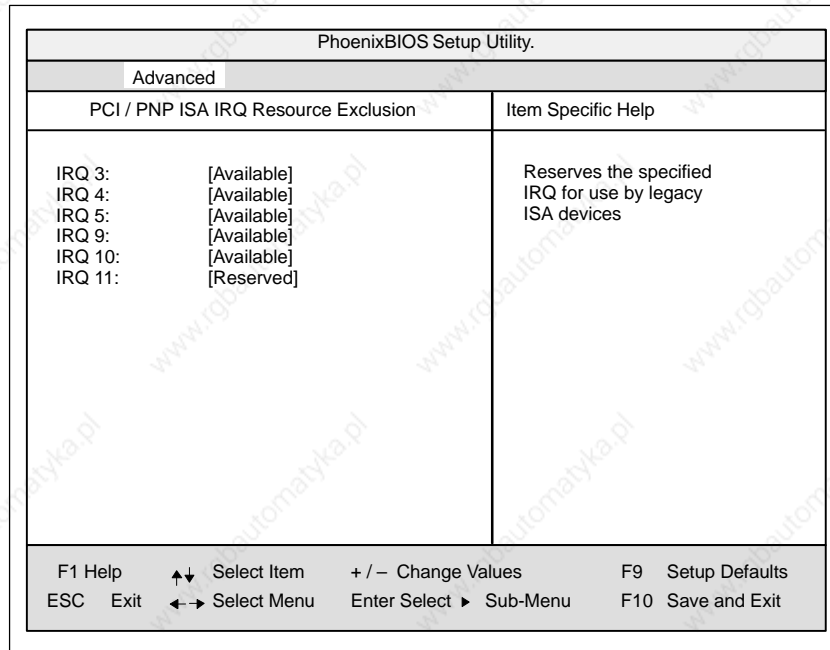 PhoenixBIOS Setup Utility.
Advanced
PCI / PNP ISA IRQ Resource Exclusion
Item Specific Help
IRQ 3: [Available]
IRQ 4: [Available]
IRQ 5: [Available]
IRQ 9: [Available]
IRQ 10: [Available]
IRQ 11: [Reserved]
Reserves the specified
IRQ for use by legacy
ISA devices
F1 Help ▲▼ Select Item + / – Change Values F9 Setup Defaults
ESC Exit ◄► Select Menu Enter Select ► Sub-Menu F10 Save and Exit
www.rgbautomatyka.pl